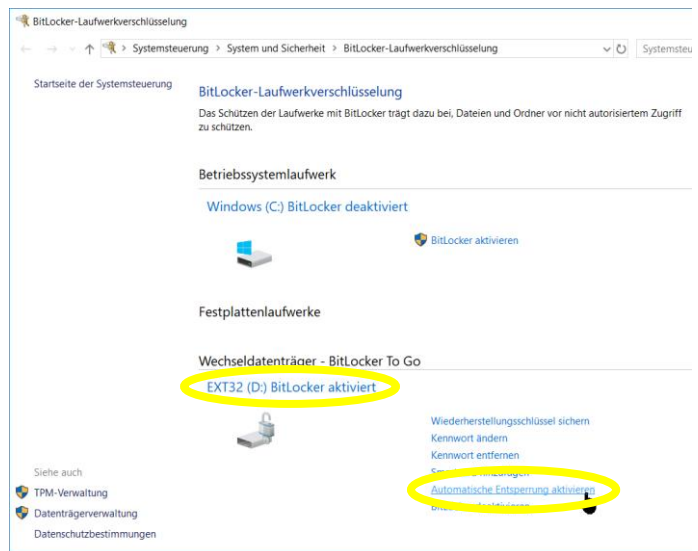 BitLocker-Laufwerkverschlüsselung
Systemsteuerung > System und Sicherheit > BitLocker-Laufwerkverschlüsselung
Systemsteu
Startseite der Systemsteuerung
BitLocker-Laufwerkverschlüsselung
Das Schützen der Laufwerke mit BitLocker trägt dazu bei, Dateien und Ordner vor nicht autorisiertem Zugriff
zu schützen.
Betriebssystemlaufwerk
Windows (C:) BitLocker deaktiviert
BitLocker aktivieren
Festplattenlaufwerke
Wechseldatenträger - BitLocker To Go
EXT32 (D:) BitLocker aktiviert
Wiederherstellungsschlüssel sichern
Kennwort ändern
Kennwort entfernen
Automatische Entsperrung aktivieren
Siehe auch
TPM-Verwaltung
Datenträgerverwaltung
Datenschutzbestimmungen